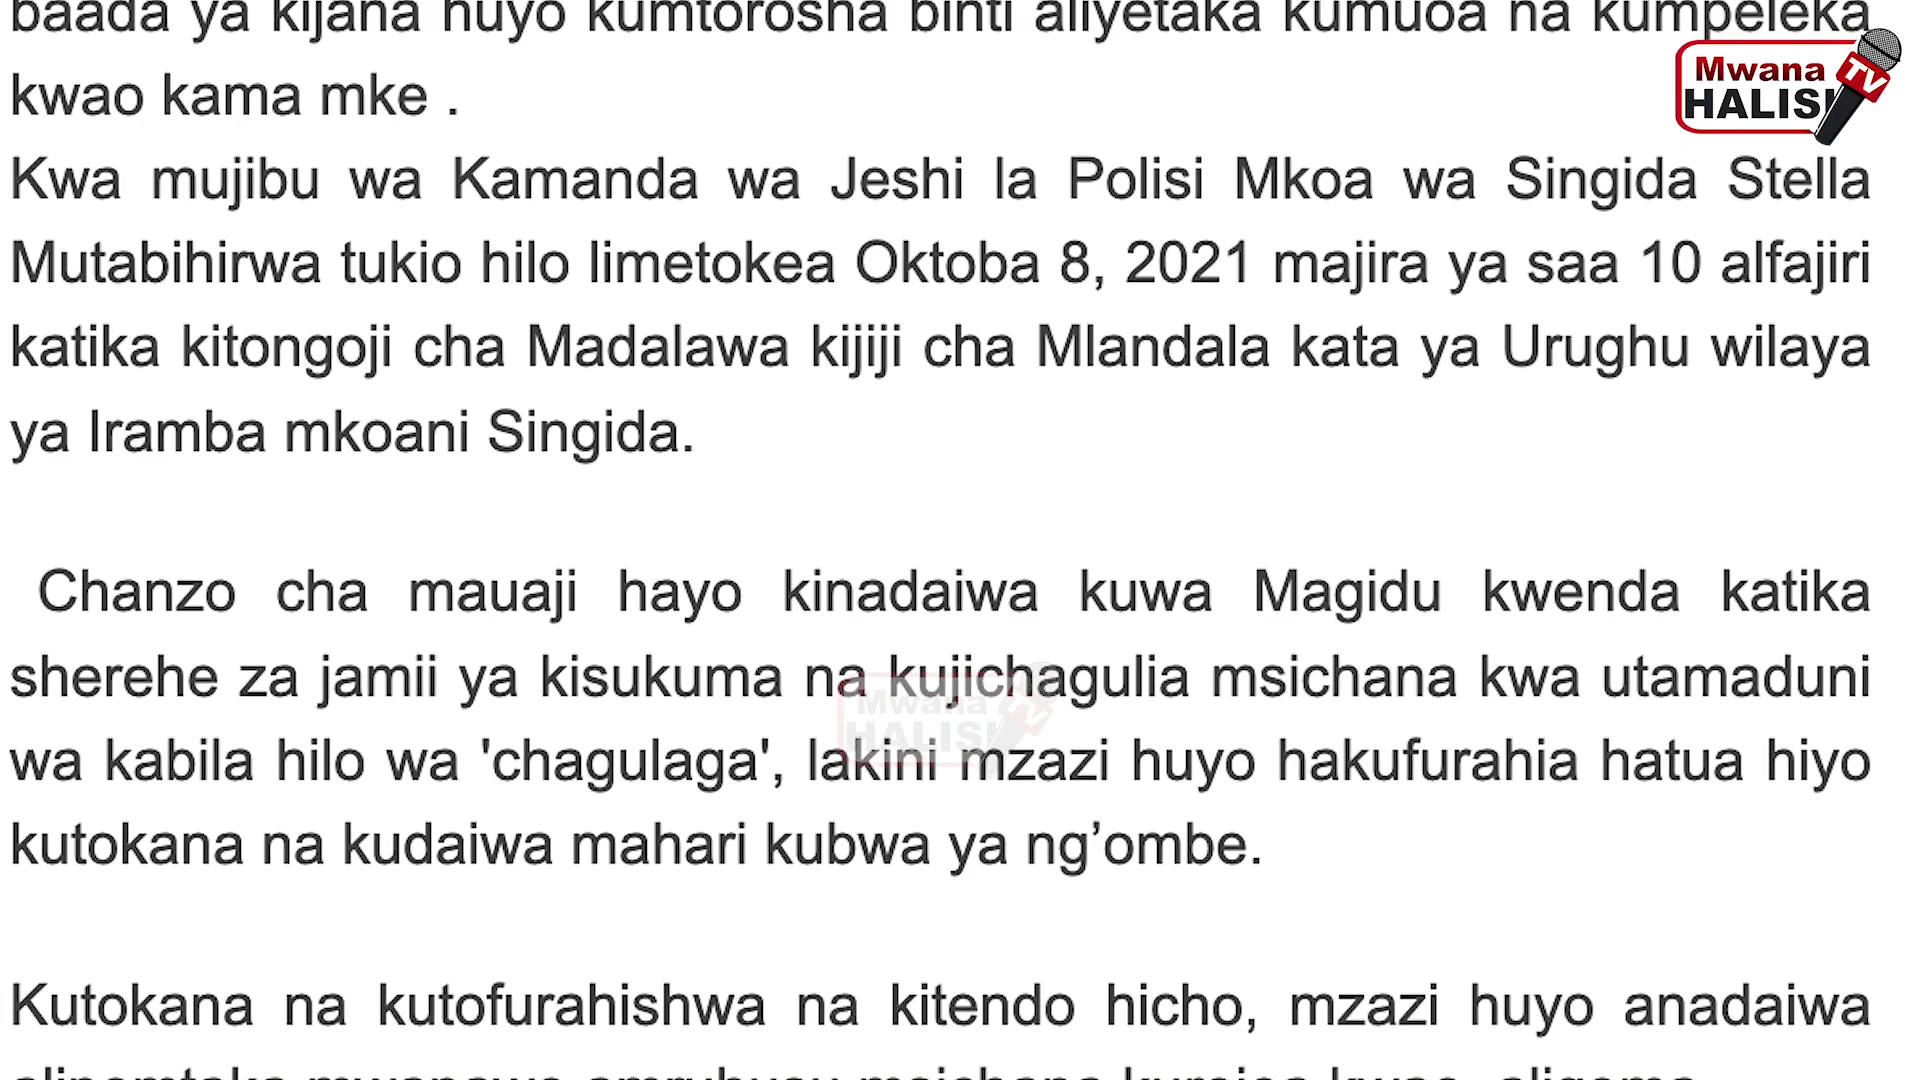 baada ya kijana huyo kumtorosha binti aliyetaka kumuoa na kumpeleka
kwao kama mke .
Kwa mujibu wa Kamanda wa Jeshi la Polisi Mkoa wa Singida Stella
Mutabihirwa tukio hilo limetokea Oktoba 8, 2021 majira ya saa 10 alfajiri
katika kitongoji cha Madalawa kijiji cha Mlandala kata ya Urughu wilaya
ya Iramba mkoani Singida.
Chanzo cha mauaji hayo kinadaiwa kuwa Magidu kwenda katika
sherehe za jamii ya kisukuma na kujichagulia msichana kwa utamaduni
wa kabila hilo wa 'chagulaga', lakini mzazi huyo hakufurahia hatua hiyo
kutokana na kudaiwa mahari kubwa ya ng’ombe.
Kutokana na kutofurahishwa na kitendo hicho, mzazi huyo anadaiwa
Mwana
HALISI
TV
Mwana
HALISI
TV